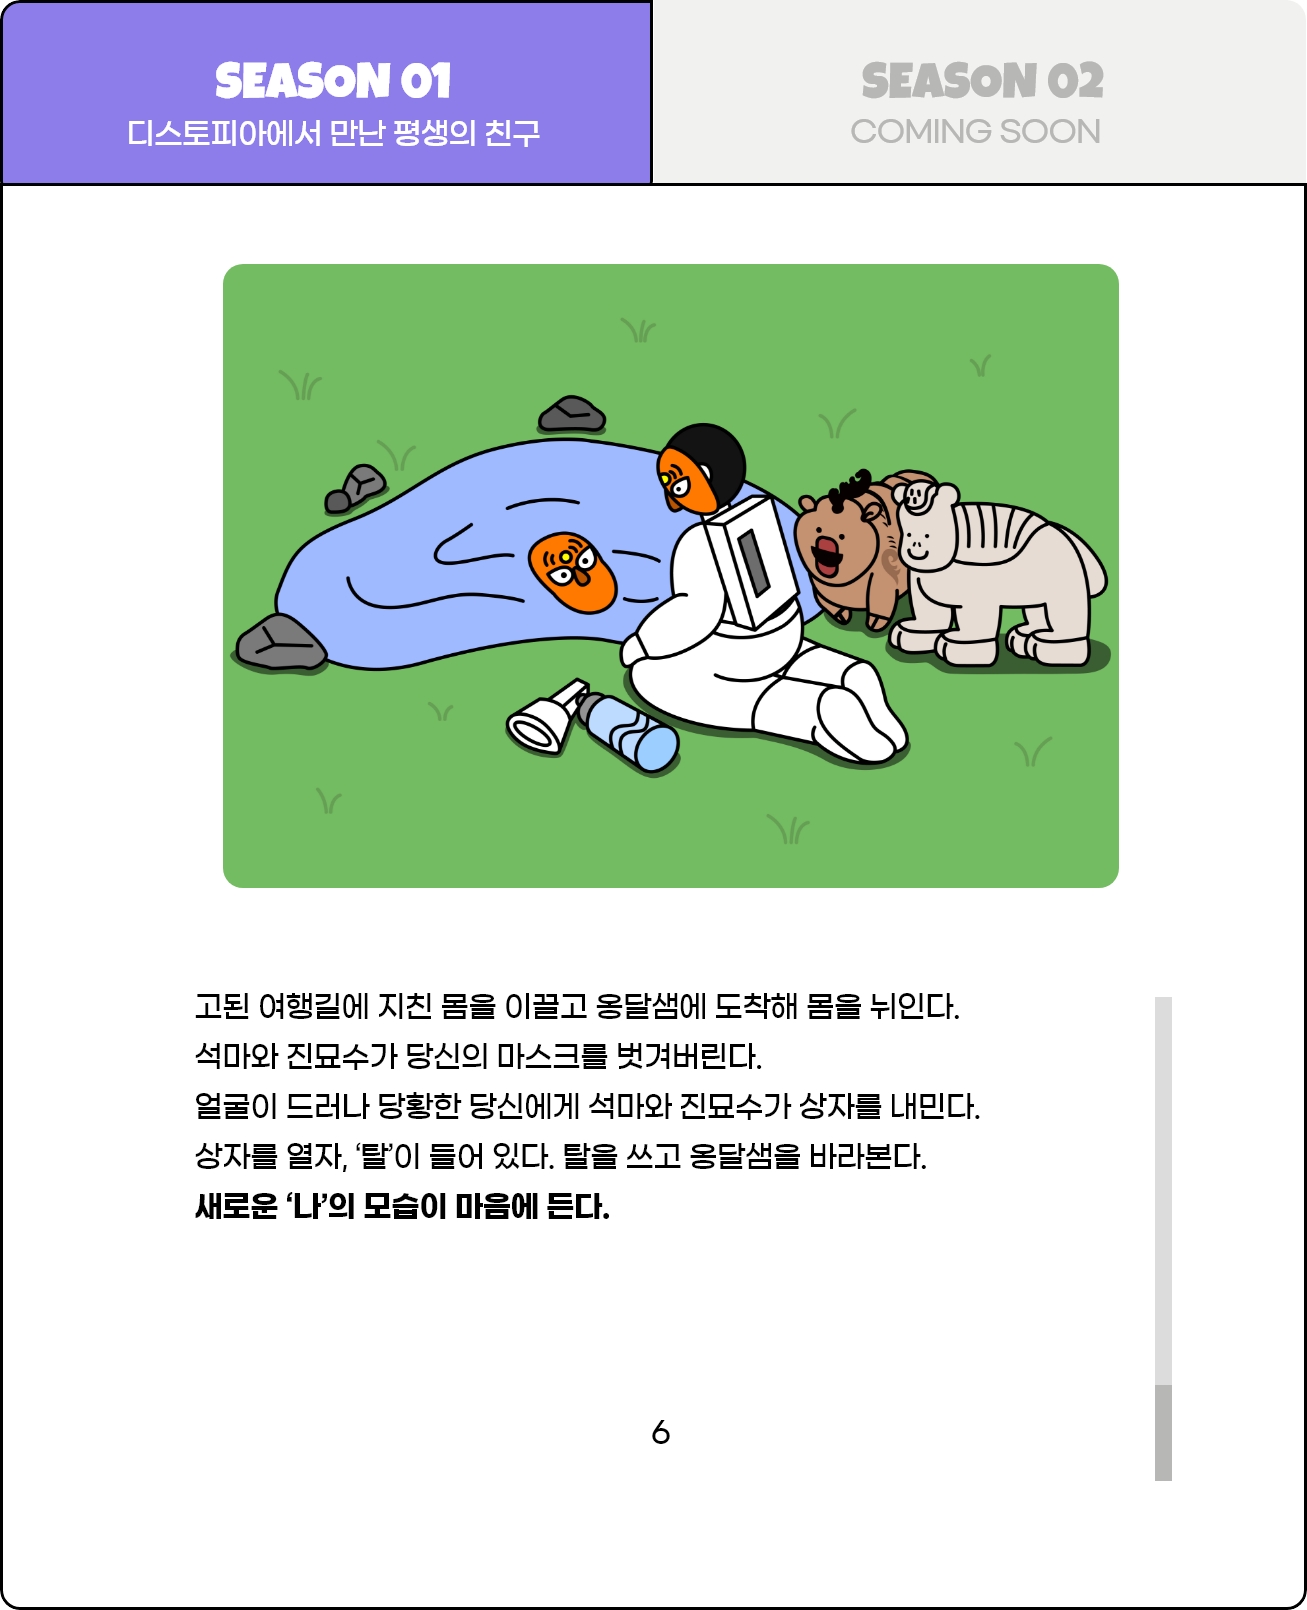 SEASON 01
디스토피아에서 만난 평생의 친구
SEASON 02
COMING SOON
고된 여행길에 지친 몸을 이끌고 옹달샘에 도착해 몸을 뉘인다.
석마와 진묘수가 당신의 마스크를 벗겨버린다.
얼굴이 드러나 당황한 당신에게 석마와 진묘수가 상자를 내민다.
상자를 열자, ‘탈’이 들어 있다. 탈을 쓰고 옹달샘을 바라본다.
새로운 ‘나’의 모습이 마음에 든다.
6